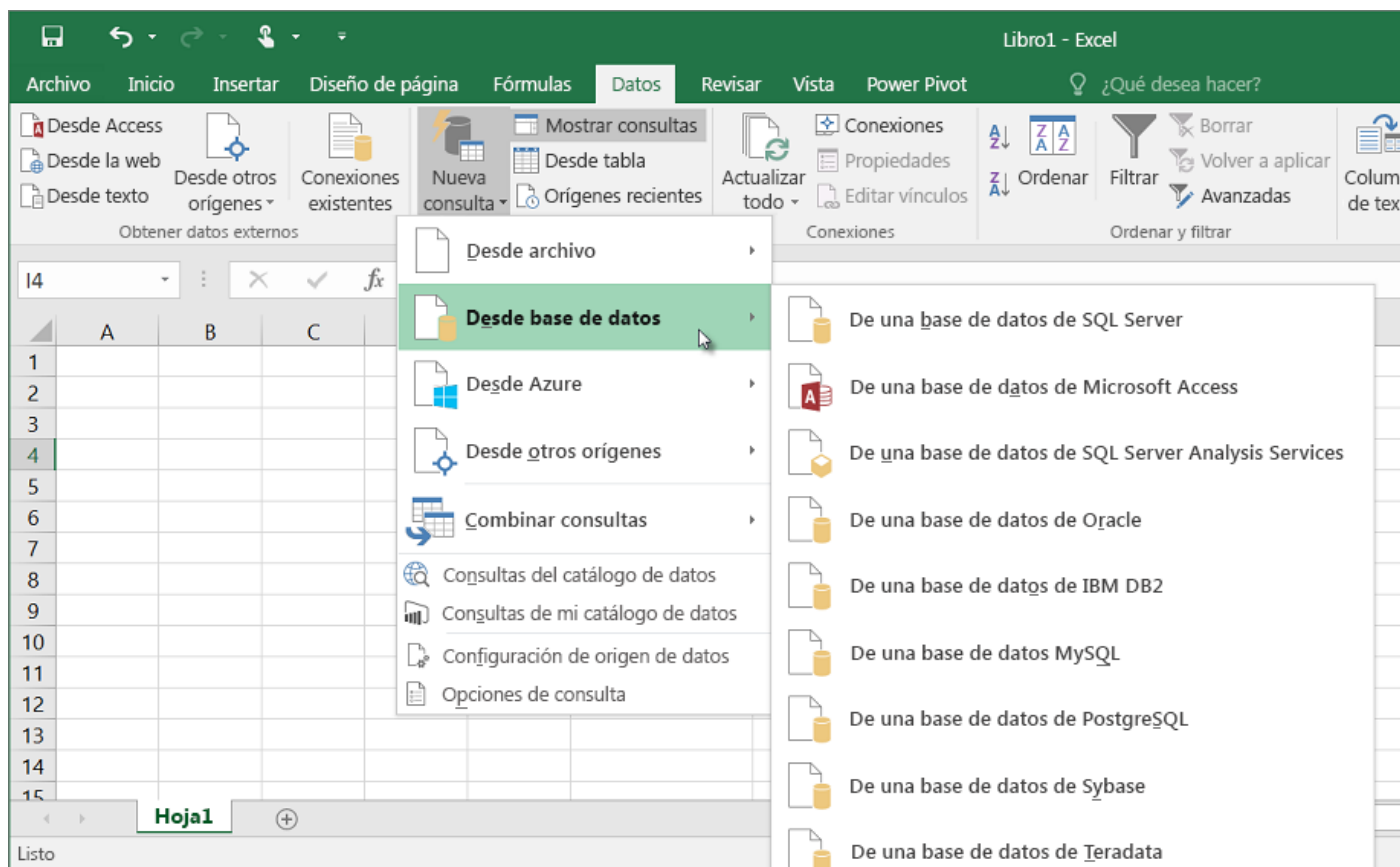 Libro1 - Excel
Archivo Inicio Insertar Diseño de página Fórmulas Datos Revisar Vista Power Pivot ¿Qué desea hacer?
Desde Access
Desde la web
Desde texto
Desde otros
orígenes
Conexiones
existentes
Obtener datos externos
Nueva
consulta
Mostrar consultas
Desde tabla
Orígenes recientes
Actualizar
todo
Conexiones
Propiedades
Editar vínculos
Conexiones
Ordenar
Filtrar
Borrar
Volver a aplicar
Avanzadas
Ordenar y filtrar
Colum
de tex
I4
fx
A B C
1
2
3
4
5
6
7
8
9
10
11
12
13
14
15
Desde archivo
Desde base de datos
Desde Azure
Desde otros orígenes
Combinar consultas
Consultas del catálogo de datos
Consultas de mi catálogo de datos
Configuración de origen de datos
Opciones de consulta
De una base de datos de SQL Server
De una base de datos de Microsoft Access
De una base de datos de SQL Server Analysis Services
De una base de datos de Oracle
De una base de datos de IBM DB2
De una base de datos MySQL
De una base de datos de PostgreSQL
De una base de datos de Sybase
De una base de datos de Teradata
Hoja1
Listo